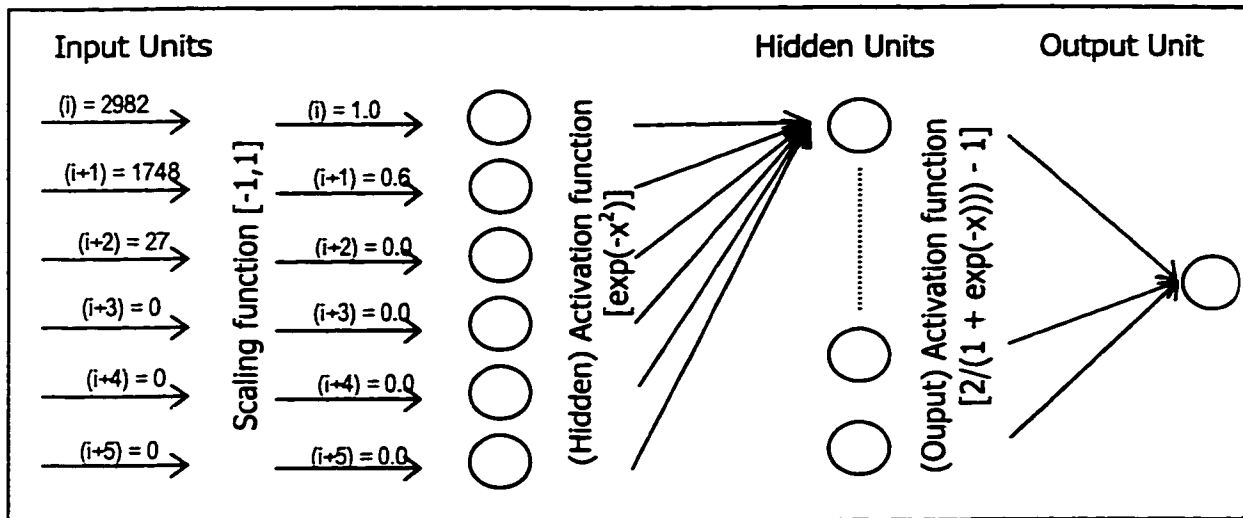 Input Units
Hidden Units
Output Unit
(i) = 2982
(i+1) = 1748
(i+2) = 27
(i+3) = 0
(i+4) = 0
(i+5) = 0
Scaling function [-1,1]
(i) = 1.0
(i+1) = 0.6
(i+2) = 0.0
(i+3) = 0.0
(i+4) = 0.0
(i+5) = 0.0
(Hidden) Activation function
[exp(-x²)]
(Ouput) Activation function
[2/(1 + exp(-x))) - 1]